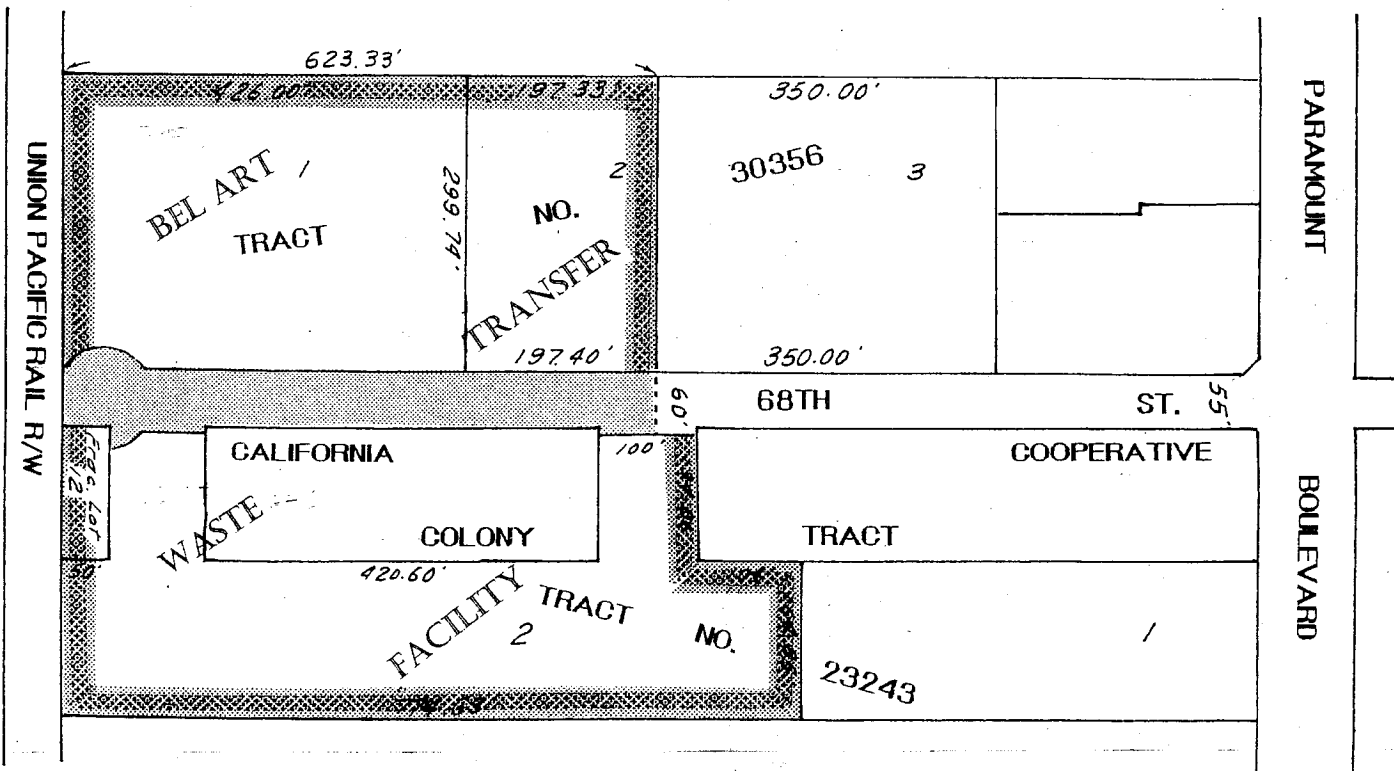 623.33'
426.00'
197.33'
350.00'
PARAMOUNT
UNION PACIFIC RAIL R/W
BEL ART
1
TRACT
299.74'
2
NO.
TRANSFER
30356
3
197.40'
350.00'
60'
68TH ST.
55'
Frac. Lot
12
CALIFORNIA
100'
COOPERATIVE
WASTE
COLONY
TRACT
420.60'
FACILITY
2
TRACT
NO.
23243
1
BOULEVARD